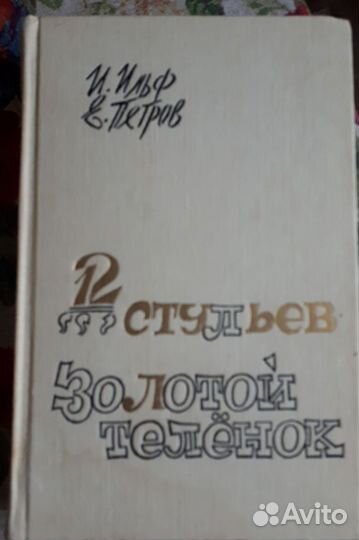 И. Ильф
Е. Петров
12 стульев
Золотой
телёнок
Avito